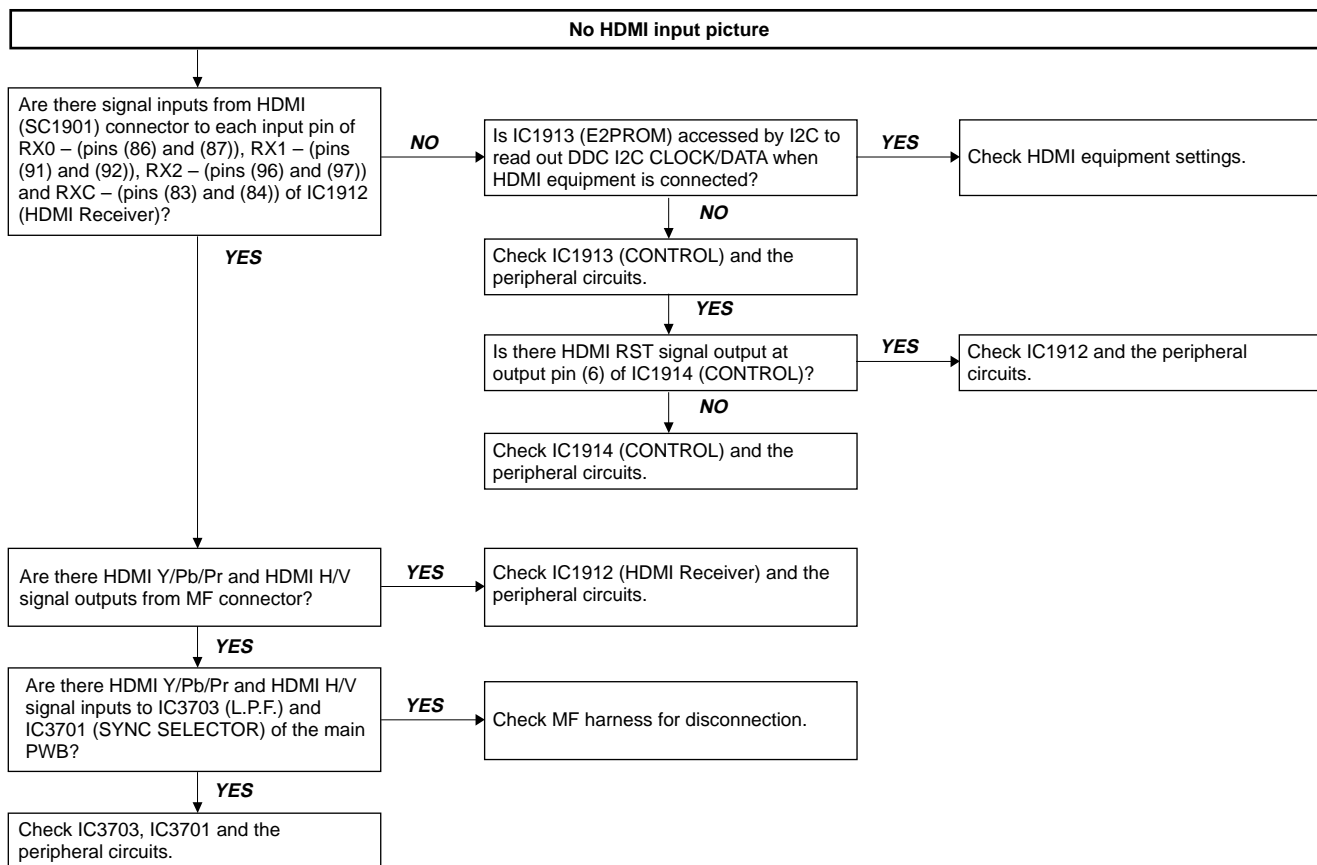 No HDMI input picture
Are there signal inputs from HDMI
(SC1901) connector to each input pin of
RX0 – (pins (86) and (87)), RX1 – (pins
(91) and (92)), RX2 – (pins (96) and (97))
and RXC – (pins (83) and (84)) of IC1912
(HDMI Receiver)?
NO
Is IC1913 (E2PROM) accessed by I2C to
read out DDC I2C CLOCK/DATA when
HDMI equipment is connected?
YES
Check HDMI equipment settings.
NO
YES
Check IC1913 (CONTROL) and the
peripheral circuits.
YES
Is there HDMI RST signal output at
output pin (6) of IC1914 (CONTROL)?
YES
Check IC1912 and the peripheral
circuits.
NO
Check IC1914 (CONTROL) and the
peripheral circuits.
Are there HDMI Y/Pb/Pr and HDMI H/V
signal outputs from MF connector?
YES
Check IC1912 (HDMI Receiver) and the
peripheral circuits.
YES
Are there HDMI Y/Pb/Pr and HDMI H/V
signal inputs to IC3703 (L.P.F.) and
IC3701 (SYNC SELECTOR) of the main
PWB?
YES
Check MF harness for disconnection.
YES
Check IC3703, IC3701 and the
peripheral circuits.